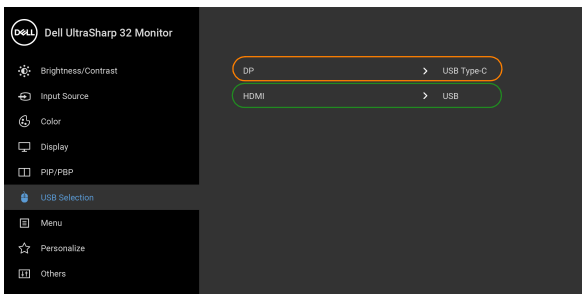 DELL Dell UltraSharp 32 Monitor
Brightness/Contrast
DP > USB Type-C
Input Source
HDMI > USB
Color
Display
PIP/PBP
USB Selection
Menu
Personalize
Others